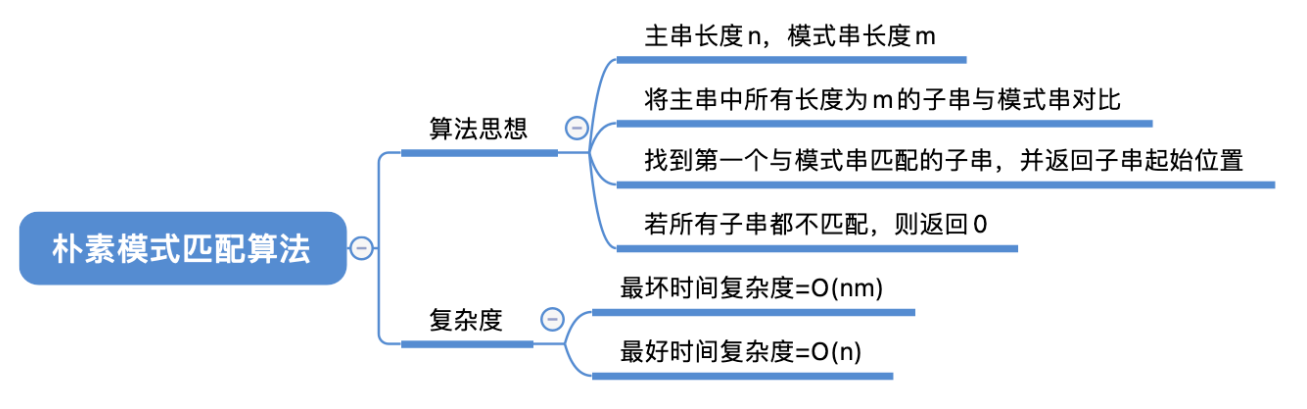 朴素模式匹配算法
算法思想
主串长度n，模式串长度m
将主串中所有长度为m的子串与模式串对比
找到第一个与模式串匹配的子串，并返回子串起始位置
若所有子串都不匹配，则返回0
复杂度
最坏时间复杂度=O(nm)
最好时间复杂度=O(n)